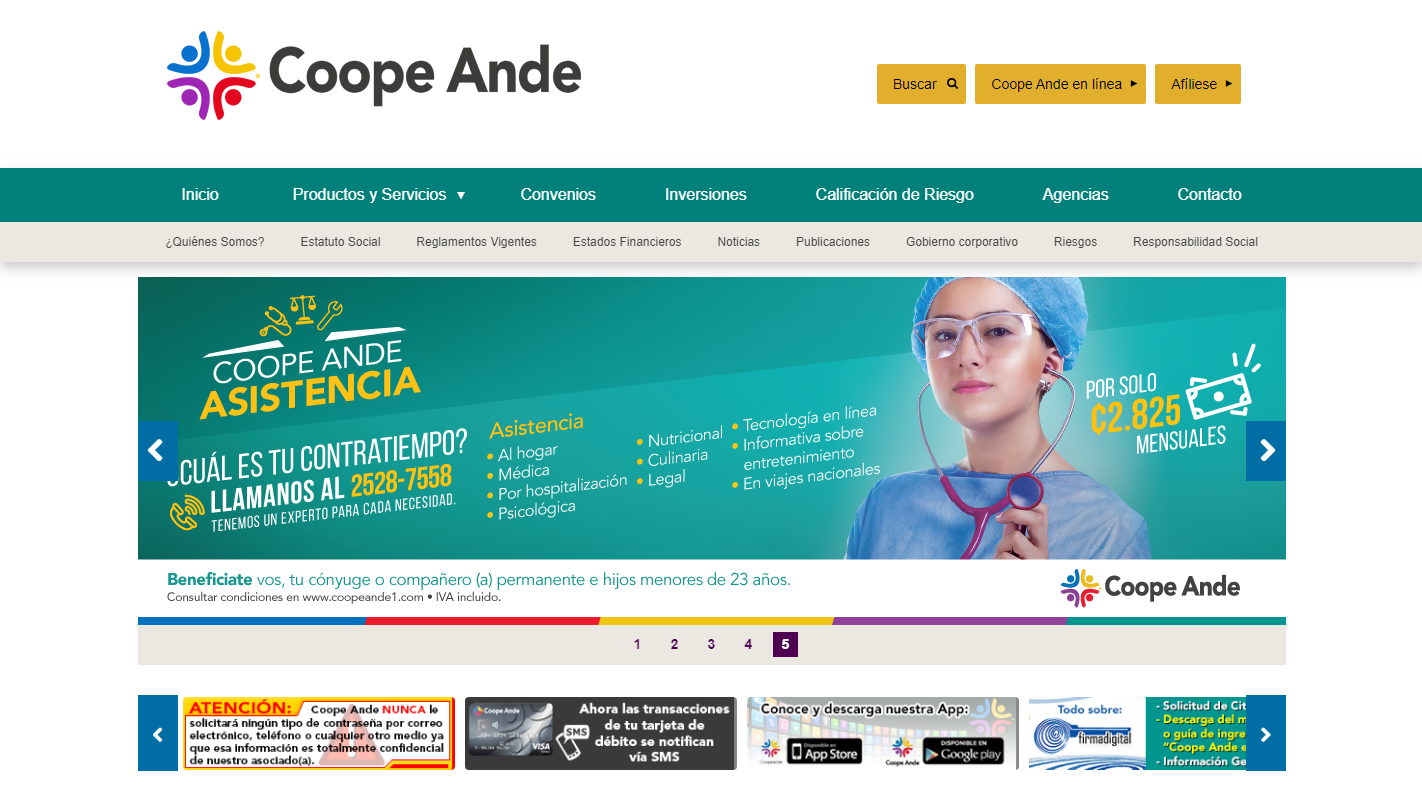 Coope Ande
Buscar
Coope Ande en línea
Afíliese
Inicio
Productos y Servicios
Convenios
Inversiones
Calificación de Riesgo
Agencias
Contacto
¿Quiénes Somos?
Estatuto Social
Reglamentos Vigentes
Estados Financieros
Noticias
Publicaciones
Gobierno corporativo
Riesgos
Responsabilidad Social
COOPE ANDE
ASISTENCIA
¿CUÁL ES TU CONTRATIEMPO?
LLAMANOS AL 2528-7558
TENEMOS UN EXPERTO PARA CADA NECESIDAD.
Asistencia
• Al hogar
• Médica
• Por hospitalización
• Psicológica
• Nutricional
• Culinaria
• Legal
• Tecnología en línea
• Informativa sobre
entretenimiento
• En viajes nacionales
POR SOLO
₡2.825
MENSUALES
Beneficiate vos, tu cónyuge o compañero (a) permanente e hijos menores de 23 años.
Consultar condiciones en www.coopeande1.com • IVA incluido.
Coope Ande
1 2 3 4 5
ATENCIÓN: Coope Ande NUNCA le
solicitará ningún tipo de contraseña por correo
electrónico, teléfono o cualquier otro medio ya
que esa información es totalmente confidencial
de nuestro asociado(a).
Coope Ande
VISA
SMS
Ahora las transacciones
de tu tarjeta de
débito se notifican
vía SMS
Conoce y descarga nuestra App:
Coopeande
Disponible en
App Store
Coope Ande
DISPONIBLE EN
Google play
Todo sobre:
firmadigital
- Solicitud de Cit
- Descarga del m
o guía de ingre
"Coope Ande e
- Información Ge